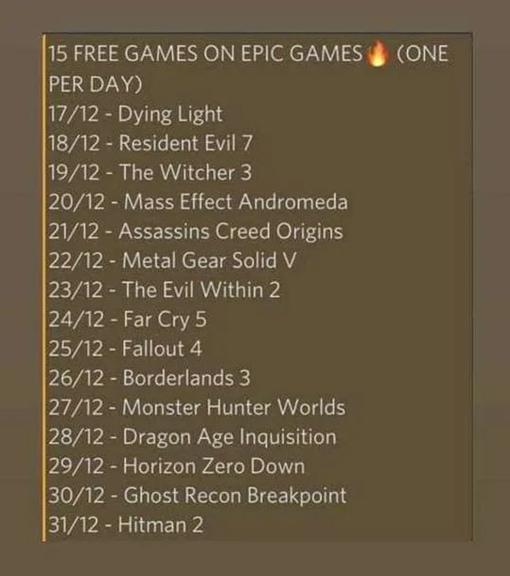 15 FREE GAMES ON EPIC GAMES🔥 (ONE
PER DAY)
17/12 - Dying Light
18/12 - Resident Evil 7
19/12 - The Witcher 3
20/12 - Mass Effect Andromeda
21/12 - Assassins Creed Origins
22/12 - Metal Gear Solid V
23/12 - The Evil Within 2
24/12 - Far Cry 5
25/12 - Fallout 4
26/12 - Borderlands 3
27/12 - Monster Hunter Worlds
28/12 - Dragon Age Inquisition
29/12 - Horizon Zero Down
30/12 - Ghost Recon Breakpoint
31/12 - Hitman 2